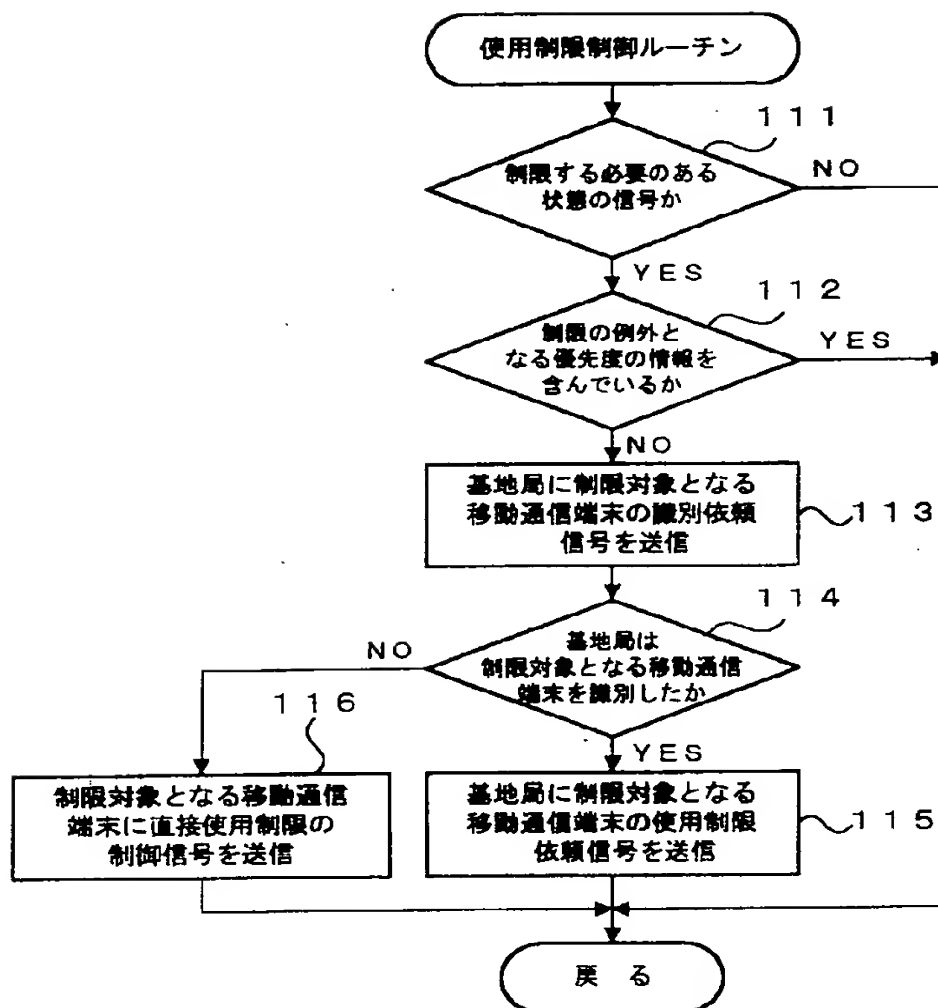 使用制限制御ルーチン
111
制限する必要のある
状態の信号か
NO
YES
112
制限の例外と
なる優先度の情報を
含んでいるか
YES
NO
基地局に制限対象となる
移動通信端末の識別依頼
信号を送信
113
114
基地局は
制限対象となる移動通信
端末を識別したか
NO
YES
116
制限対象となる移動通信
端末に直接使用制限の
制御信号を送信
基地局に制限対象となる
移動通信端末の使用制限
依頼信号を送信
115
戻 る